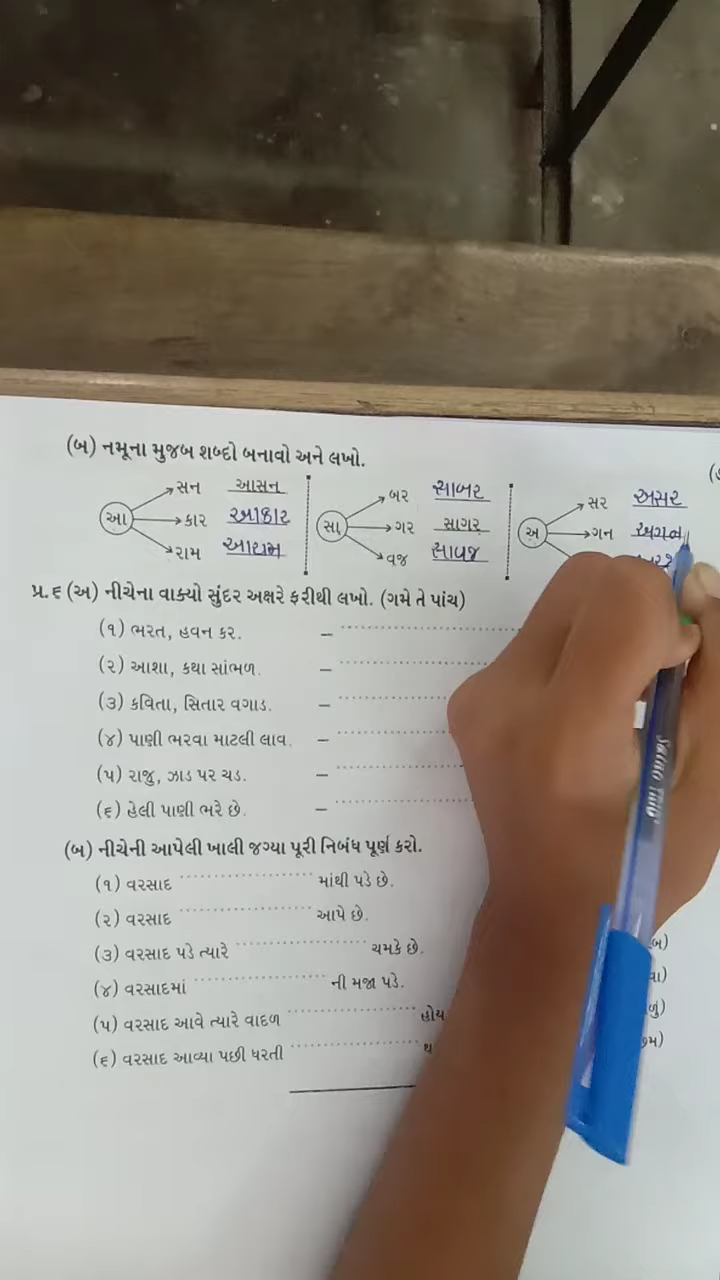 (બ) નમૂના મુજબ શબ્દો બનાવો અને લખો.
આ
સન આસન
કાર આકાર
રામ આરામ
સા
બર સાબર
ગર સાગર
વજ સાવજ
અ
સર અસર
ગન અગન
પ્ર.૬ (અ) નીચેના વાક્યો સુંદર અક્ષરે ફરીથી લખો. (ગમે તે પાંચ)
(૧) ભરત, હવન કર. –
(૨) આશા, કથા સાંભળ. –
(૩) કવિતા, સિતાર વગાડ. –
(૪) પાણી ભરવા માટલી લાવ. –
(૫) રાજુ, ઝાડ પર ચડ. –
(૬) હેલી પાણી ભરે છે. –
(બ) નીચેની આપેલી ખાલી જગ્યા પૂરી નિબંધ પૂર્ણ કરો.
(૧) વરસાદ .................... માંથી પડે છે.
(૨) વરસાદ .................... આપે છે.
(૩) વરસાદ પડે ત્યારે .................... ચમકે છે.
(૪) વરસાદમાં .................... ની મજા પડે.
(૫) વરસાદ આવે ત્યારે વાદળ .................... હોય
(૬) વરસાદ આવ્યા પછી ધરતી ....................